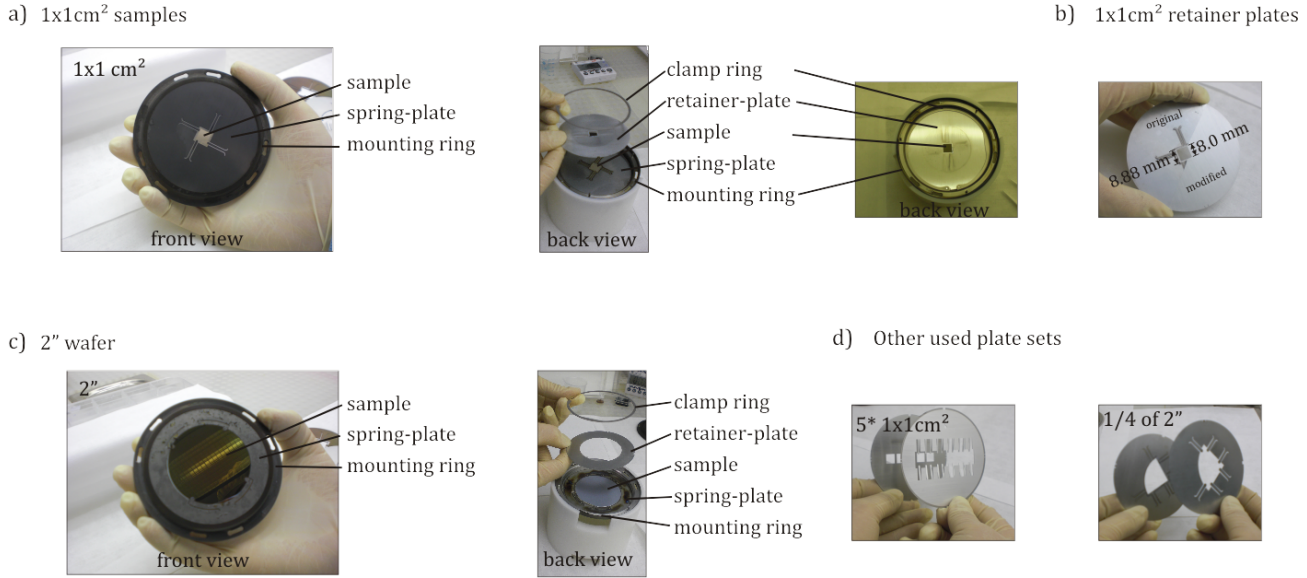 a) 1x1cm² samples
b) 1x1cm² retainer plates
1x1 cm²
sample
spring-plate
mounting ring
front view
clamp ring
retainer-plate
sample
spring-plate
mounting ring
back view
back view
original
8.88 mm
8.0 mm
modified
c) 2” wafer
d) Other used plate sets
2”
sample
spring-plate
mounting ring
front view
clamp ring
retainer-plate
sample
spring-plate
mounting ring
back view
5* 1x1cm²
1/4 of 2”